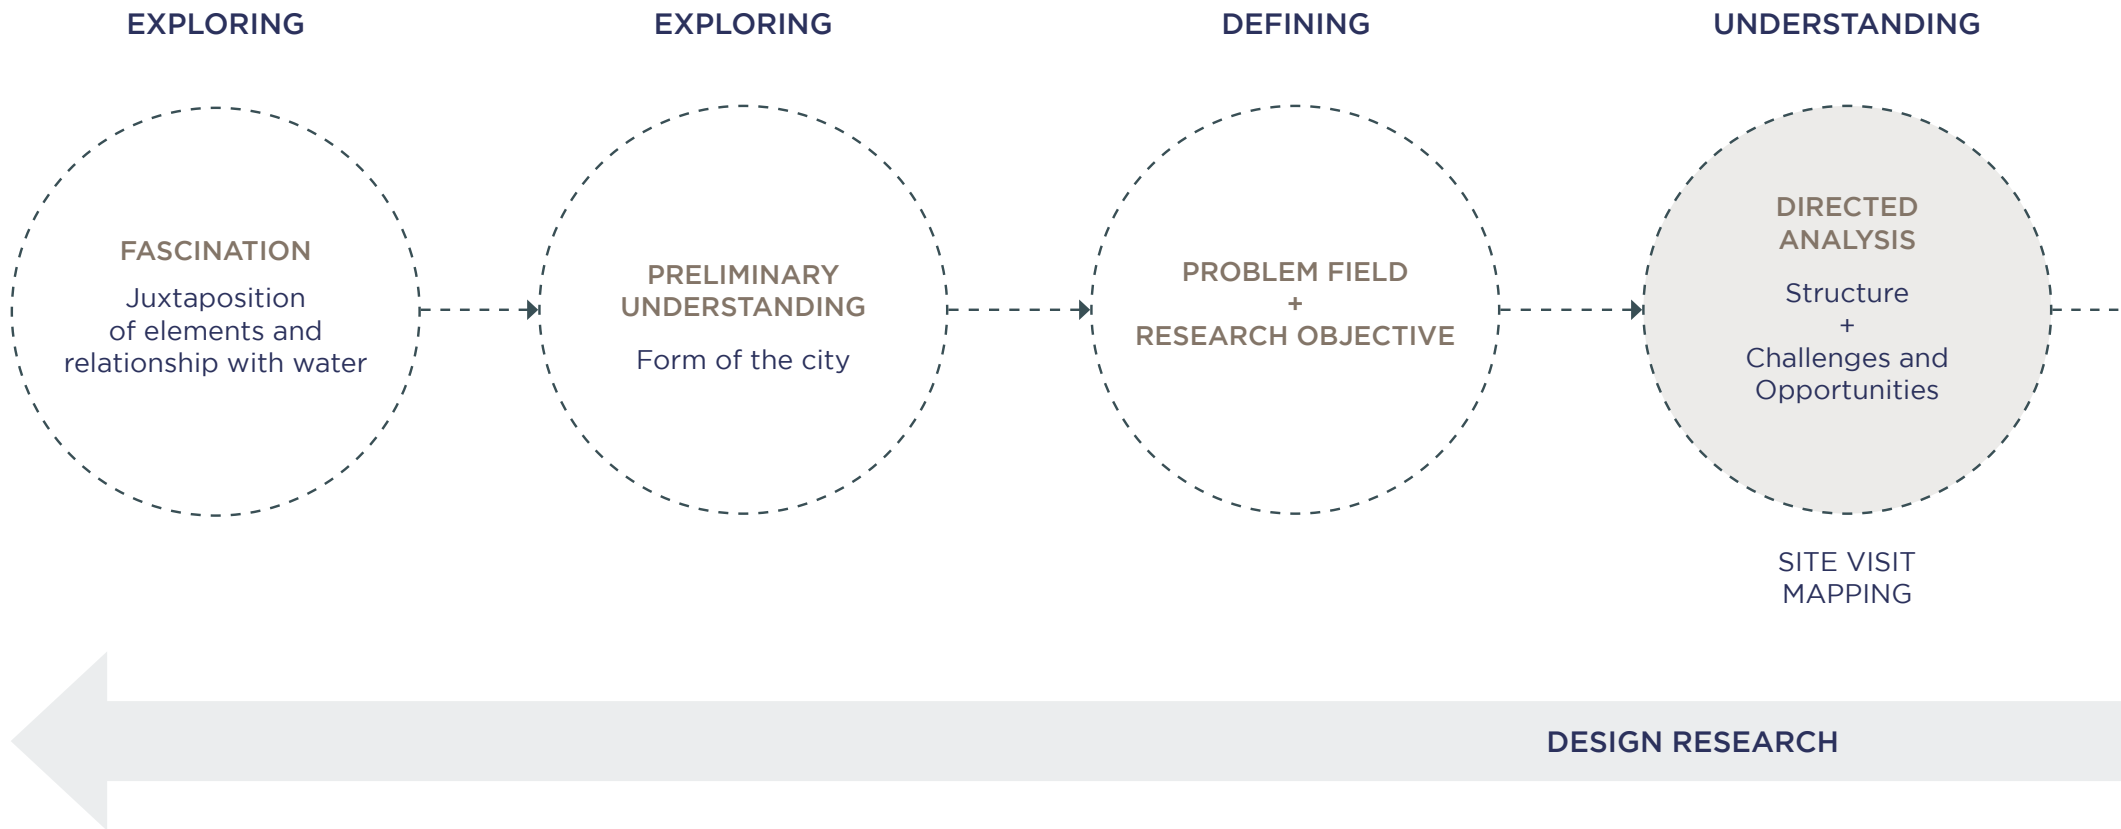 EXPLORING
EXPLORING
DEFINING
UNDERSTANDING
FASCINATION
Juxtaposition
of elements and
relationship with water
PRELIMINARY
UNDERSTANDING
Form of the city
PROBLEM FIELD
+
RESEARCH OBJECTIVE
DIRECTED
ANALYSIS
Structure
+
Challenges and
Opportunities
SITE VISIT
MAPPING
DESIGN RESEARCH